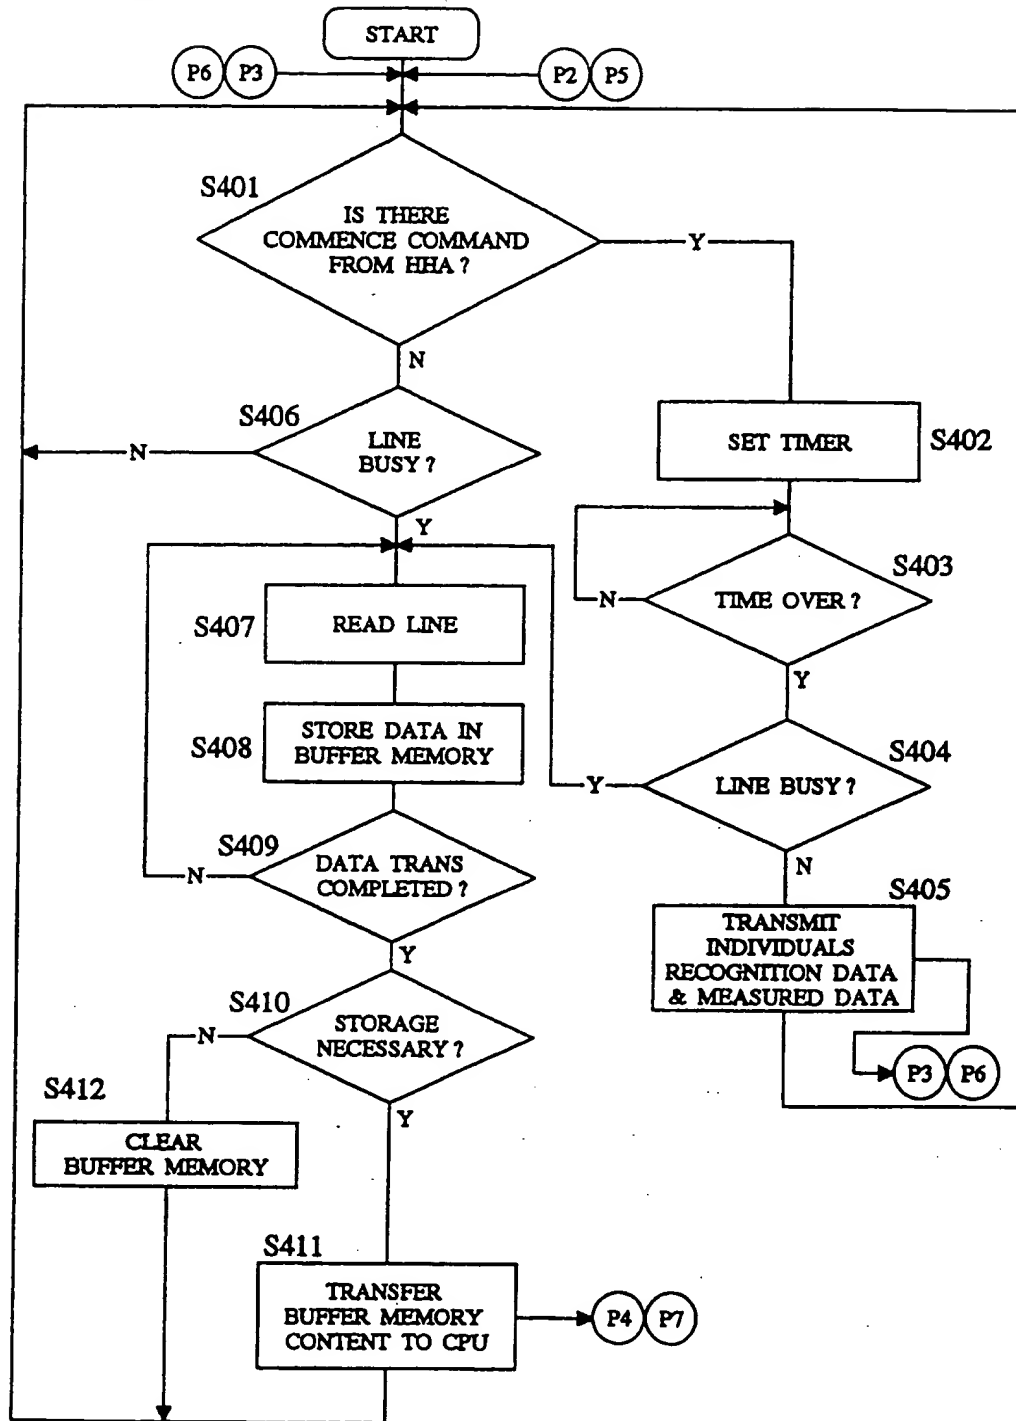 START
P6 P3
P2 P5
S401
IS THERE
COMMENCE COMMAND
FROM HHA ?
Y
N
S406
LINE
BUSY ?
N
Y
SET TIMER
S402
S403
TIME OVER ?
N
Y
S407
READ LINE
S408
STORE DATA IN
BUFFER MEMORY
S404
LINE BUSY ?
Y
N
S409
DATA TRANS
COMPLETED ?
N
Y
S405
TRANSMIT
INDIVIDUALS
RECOGNITION DATA
& MEASURED DATA
P3 P6
S410
STORAGE
NECESSARY ?
N
Y
S412
CLEAR
BUFFER MEMORY
S411
TRANSFER
BUFFER MEMORY
CONTENT TO CPU
P4 P7